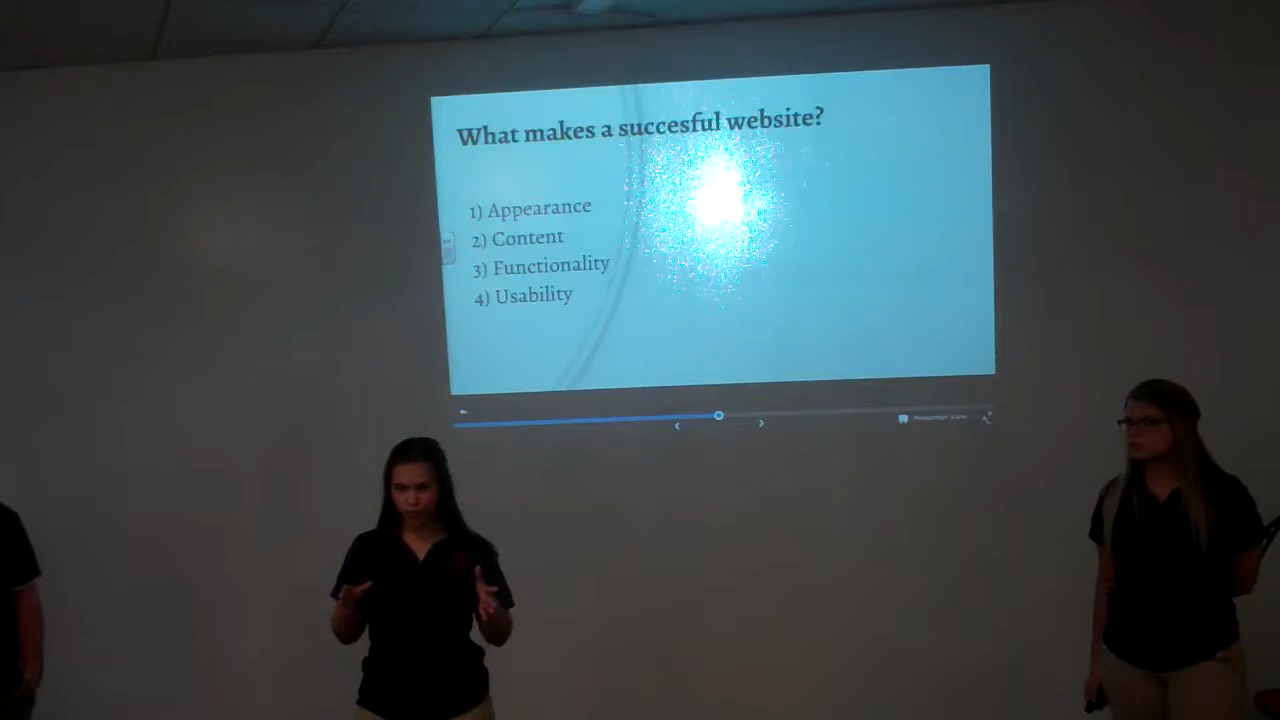 What makes a succesful website?
1) Appearance
2) Content
3) Functionality
4) Usability